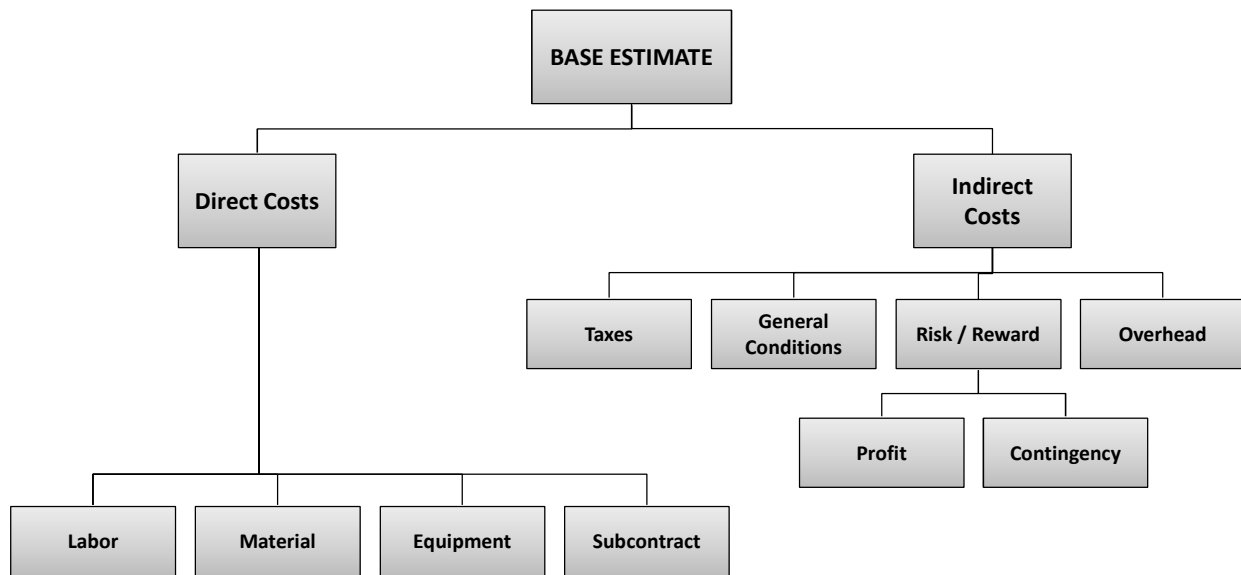 BASE ESTIMATE
Direct Costs
Indirect
Costs
Taxes
General
Conditions
Risk / Reward
Overhead
Profit
Contingency
Labor
Material
Equipment
Subcontract